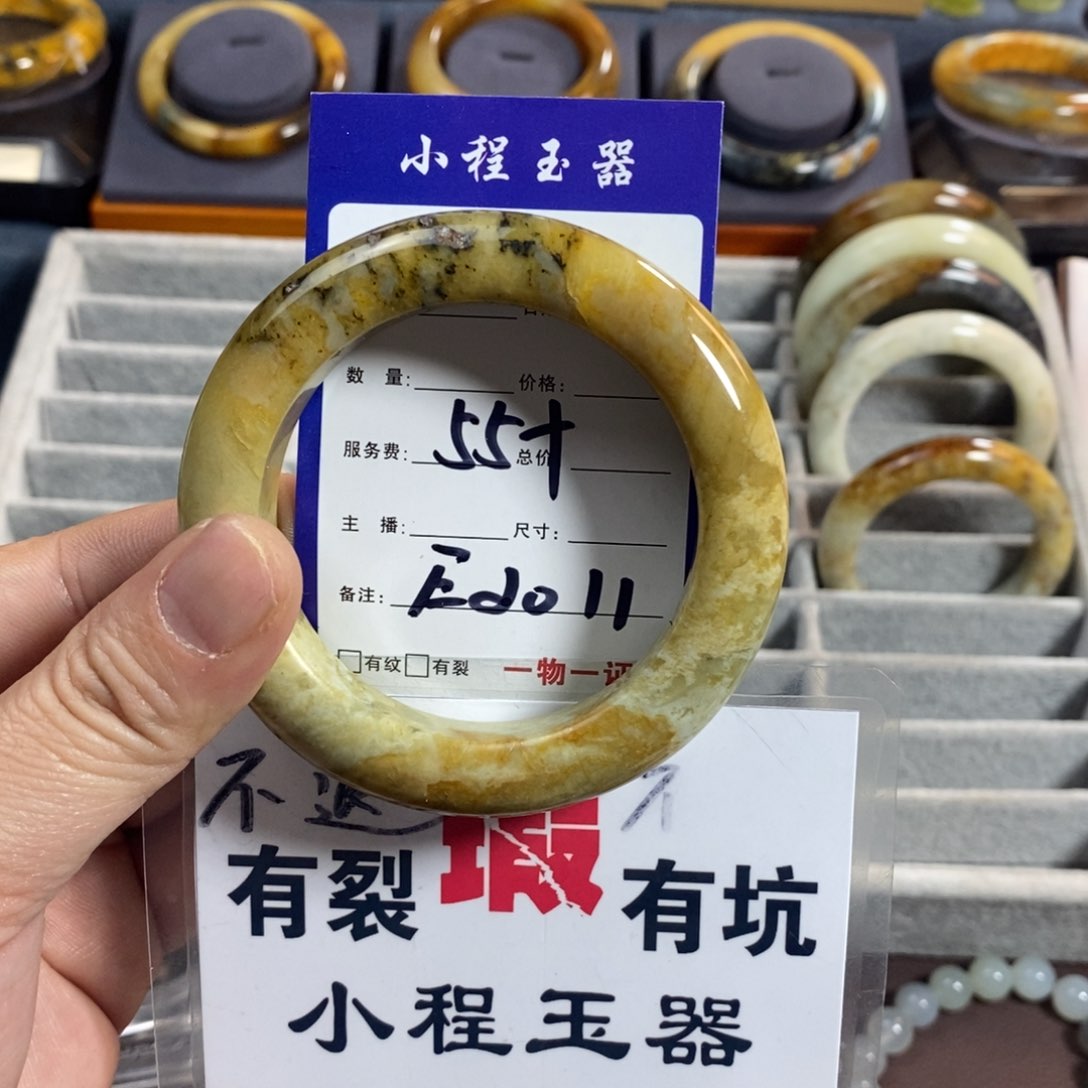 小程玉器
数 量: 价格:
55+
服务费: 总价
主 播: 尺寸:
Edo11
备注:
有纹 有裂 一物一证
不退
瑕
有裂 有坑
小程玉器